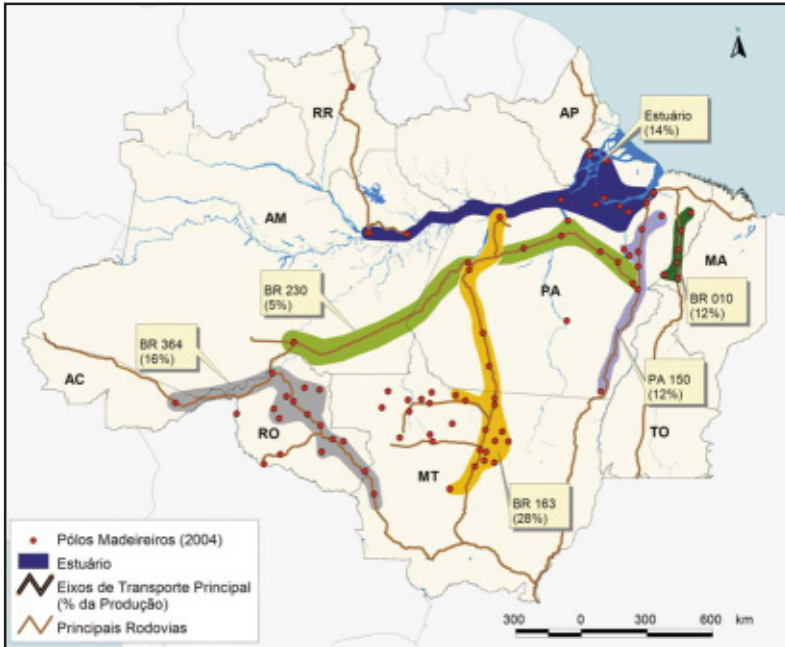 N
RR
AP
Estuário
(14%)
AM
MA
BR 230
(5%)
PA
BR 010
(12%)
BR 364
(16%)
AC
PA 150
(12%)
RO
TO
MT
BR 163
(28%)
Pólos Madeireiros (2004)
Estuário
Eixos de Transporte Principal
(% da Produção)
Principais Rodovias
300 0 300 600 km